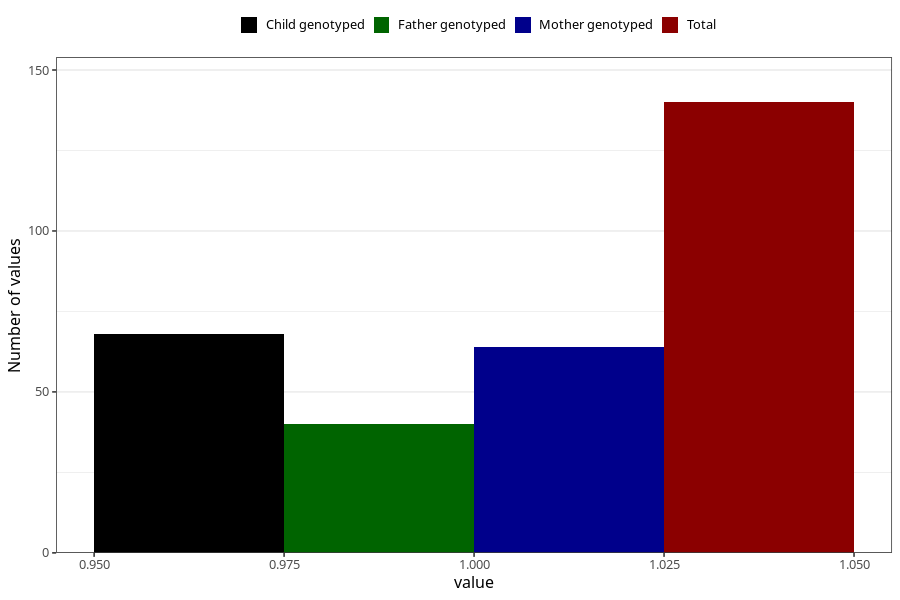 Child genotyped Father genotyped Mother genotyped Total
150
100
50
0
Number of values
0.950 0.975 1.000 1.025 1.050
value